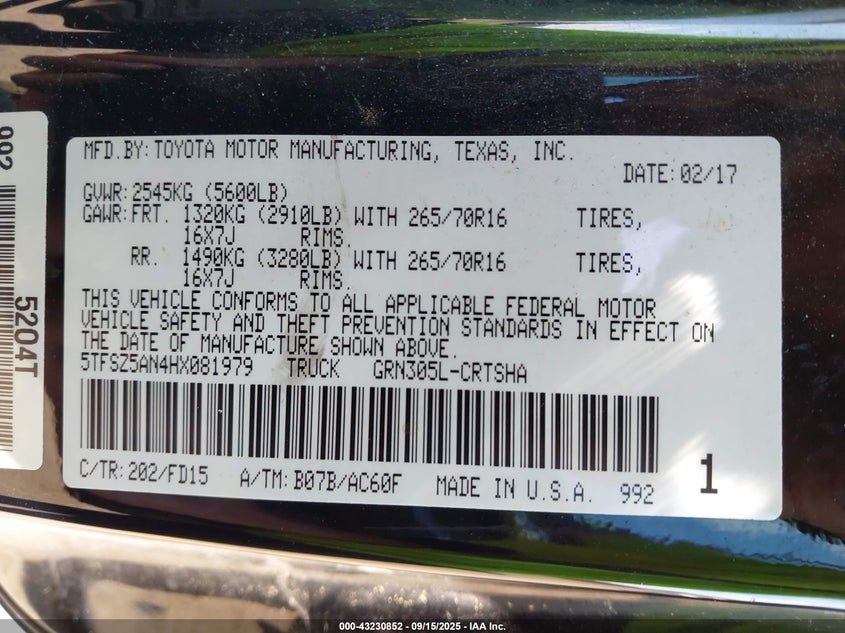 992
5204T
MFD.BY:TOYOTA MOTOR MANUFACTURING, TEXAS, INC.
DATE:02/17
GVWR:2545KG (5600LB)
GAWR:FRT. 1320KG (2910LB) WITH 265/70R16 TIRES,
16X7J RIMS.
RR. 1490KG (3280LB) WITH 265/70R16 TIRES,
16X7J RIMS.
THIS VEHICLE CONFORMS TO ALL APPLICABLE FEDERAL MOTOR
VEHICLE SAFETY AND THEFT PREVENTION STANDARDS IN EFFECT ON
THE DATE OF MANUFACTURE SHOWN ABOVE.
5TFSZ5AN4HX081979 TRUCK GRN305L-CRTSHA
C/TR:202/FD15 A/TM:B07B/AC60F MADE IN U.S.A. 992
1
000-43230852 - 09/15/2025 - IAA Inc.